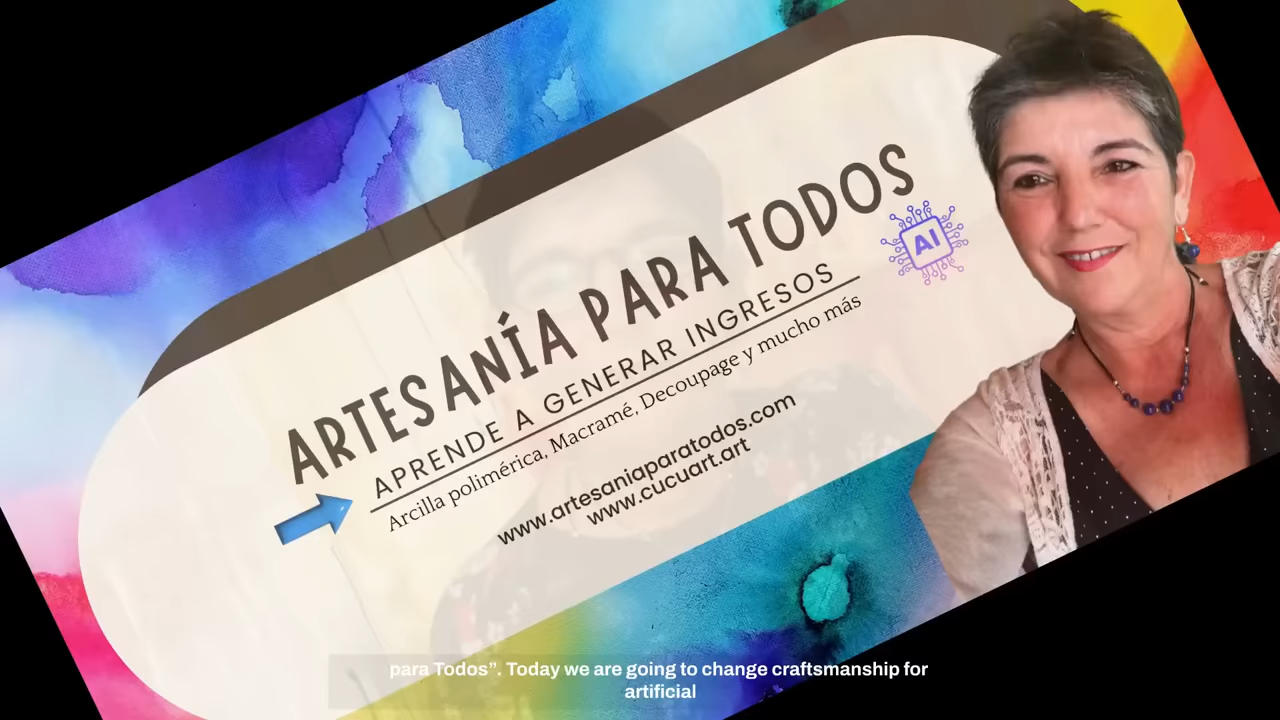 ARTESANÍA PARA TODOS
AI
APRENDE A GENERAR INGRESOS
Arcilla polimérica, Macramé, Decoupage y mucho más
www.artesaniaparatodos.com
www.cucuart.art
para Todos”. Today we are going to change craftsmanship for
artificial